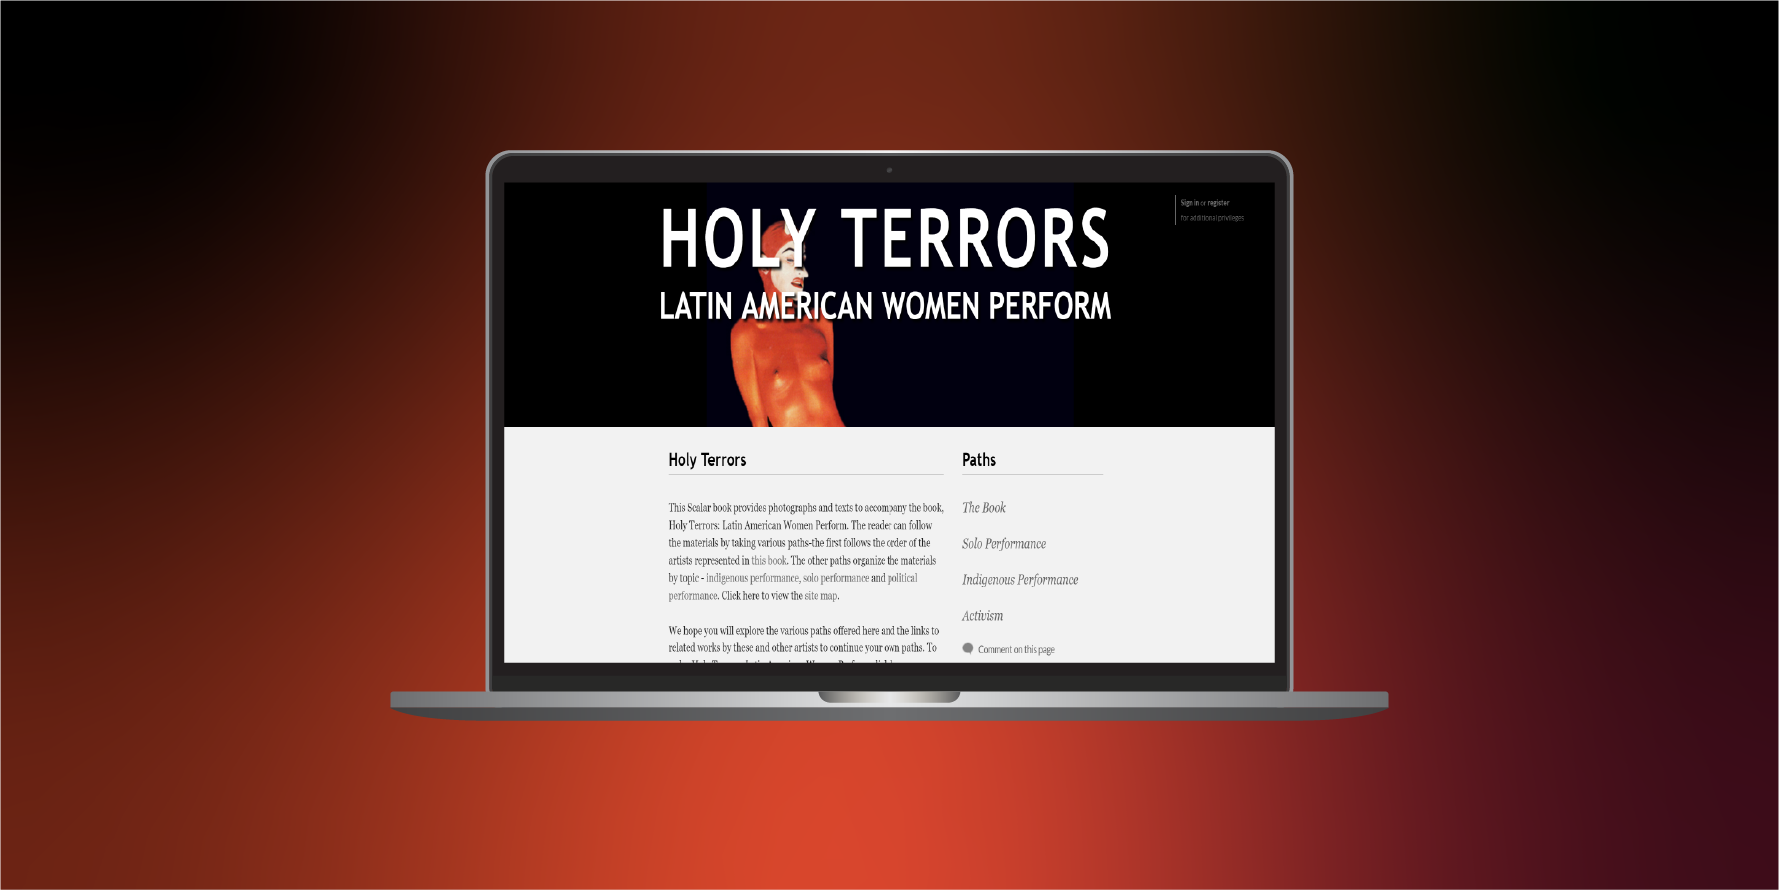 HOLY TERRORS
LATIN AMERICAN WOMEN PERFORM
Sign in or register
for additional privileges
Holy Terrors
This Scalar book provides photographs and texts to accompany the book,
Holy Terrors: Latin American Women Perform. The reader can follow
the materials by taking various paths-the first follows the order of the
artists represented in this book. The other paths organize the materials
by topic - indigenous performance, solo performance and political
performance. Click here to view the site map.
We hope you will explore the various paths offered here and the links to
related works by these and other artists to continue your own paths. To
Paths
The Book
Solo Performance
Indigenous Performance
Activism
Comment on this page